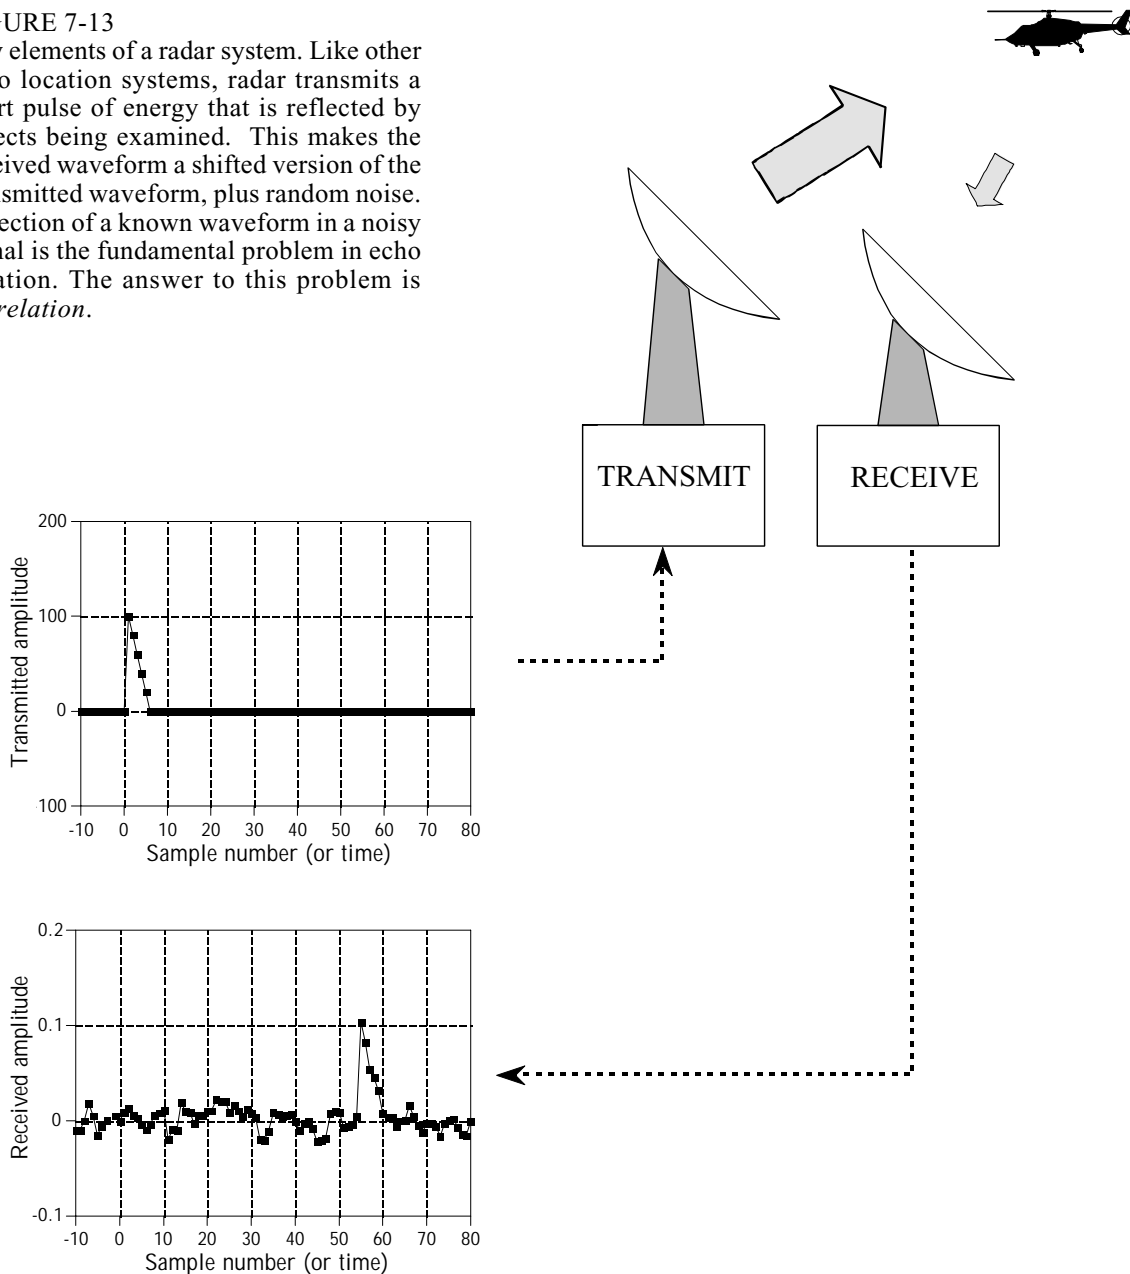 GURE 7-13
y elements of a radar system. Like other
o location systems, radar transmits a
rt pulse of energy that is reflected by
ects being examined. This makes the
eived waveform a shifted version of the
nsmitted waveform, plus random noise.
ection of a known waveform in a noisy
nal is the fundamental problem in echo
ation. The answer to this problem is
relation.
TRANSMIT
RECEIVE
Transmitted amplitude
200
100
0
100
-10 0 10 20 30 40 50 60 70 80
Sample number (or time)
Received amplitude
0.2
0.1
0
-0.1
-10 0 10 20 30 40 50 60 70 80
Sample number (or time)